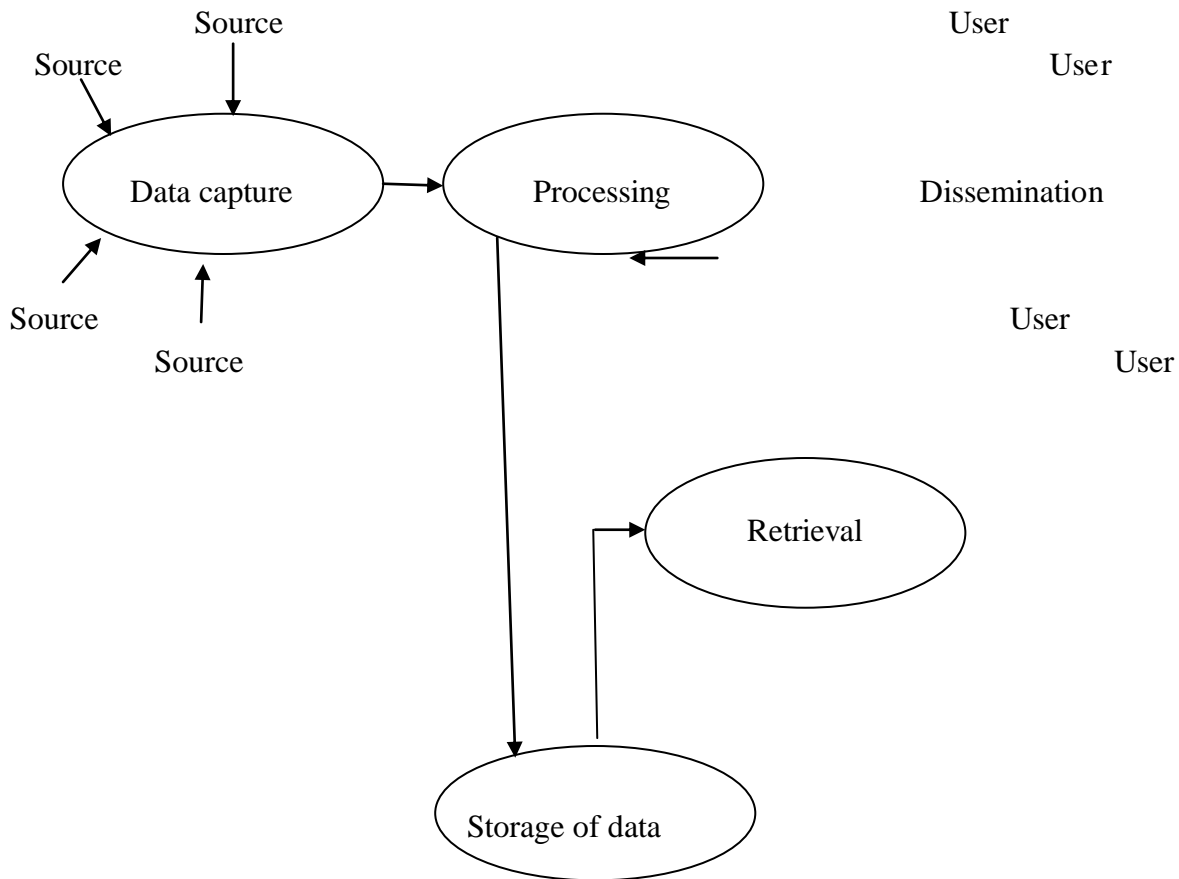 Source
User
Source
User
Data capture
Processing
Dissemination
Source
User
Source
User
Retrieval
Storage of data